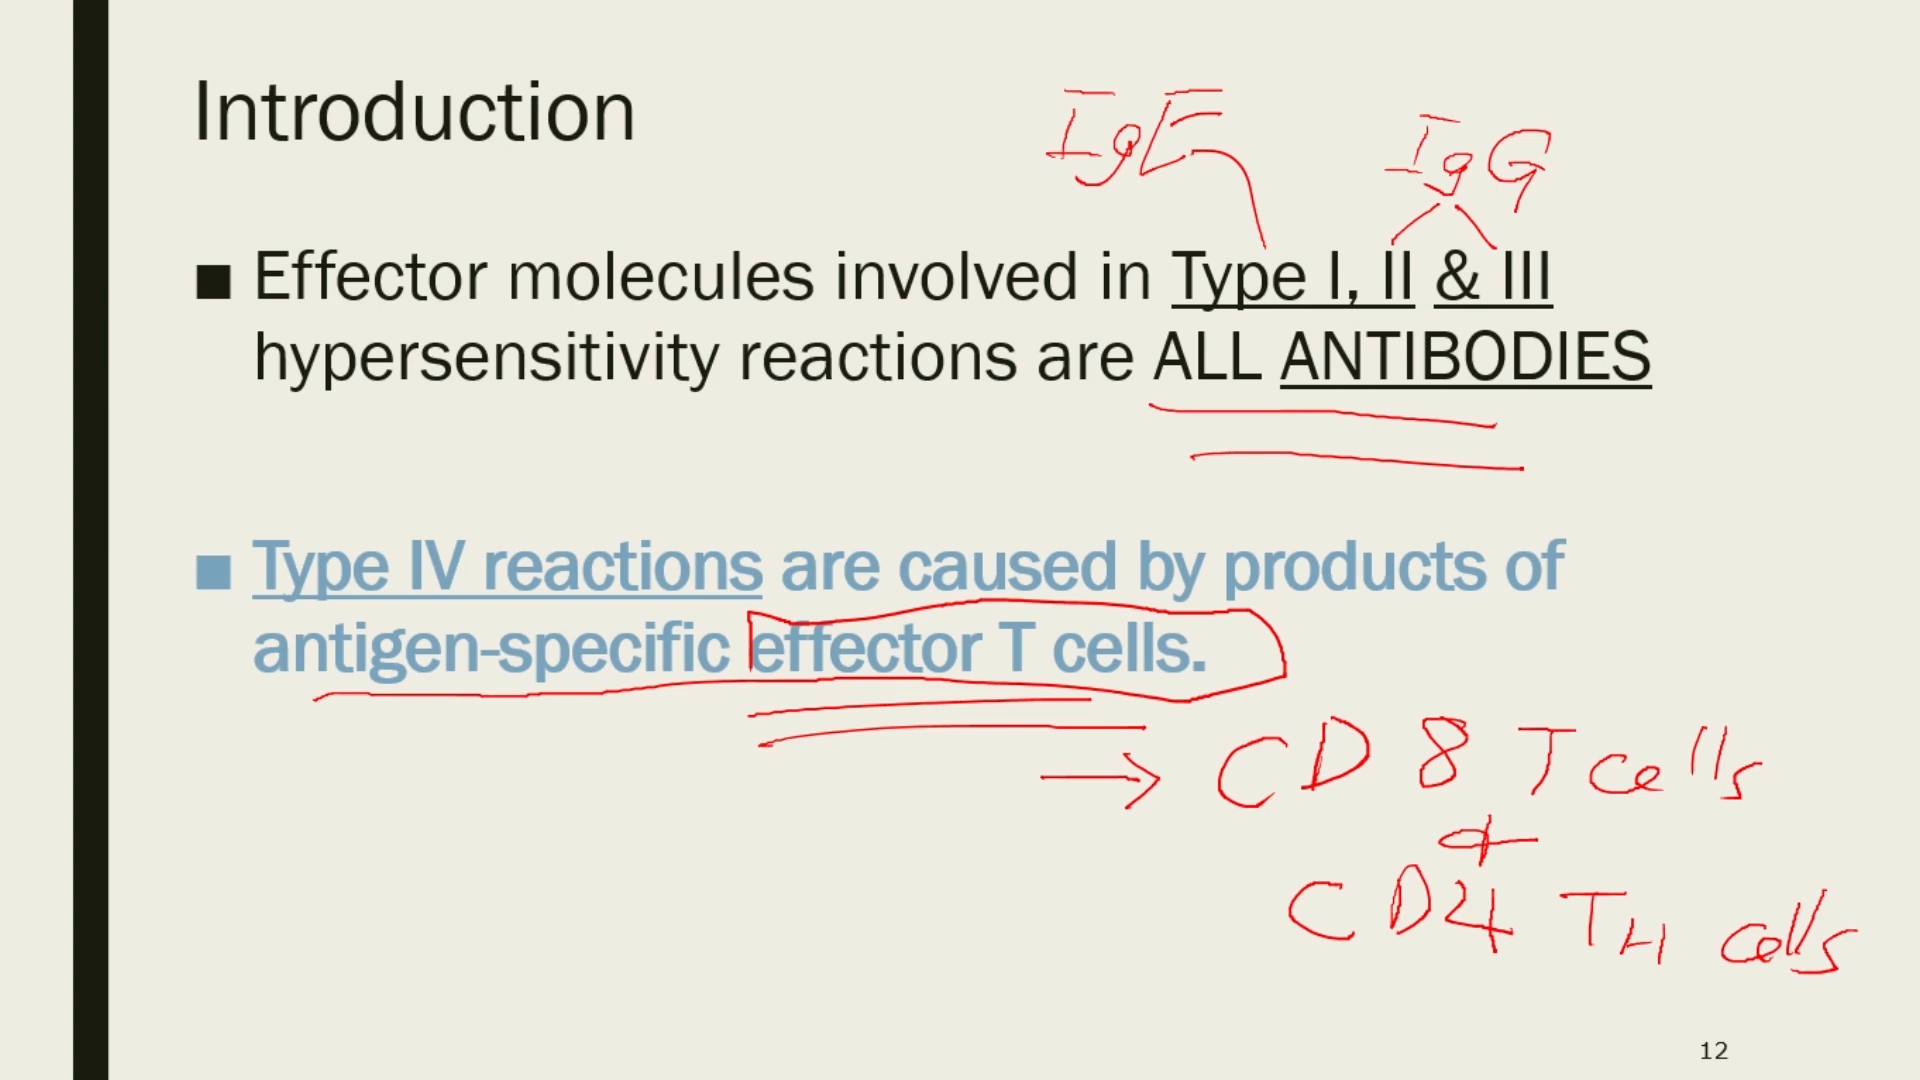 Introduction
IgE
IgG
■ Effector molecules involved in Type I, II & III
hypersensitivity reactions are ALL ANTIBODIES
■ Type IV reactions are caused by products of
antigen-specific effector T cells.
→ CD8 T cells
+
CD4 TH cells
12